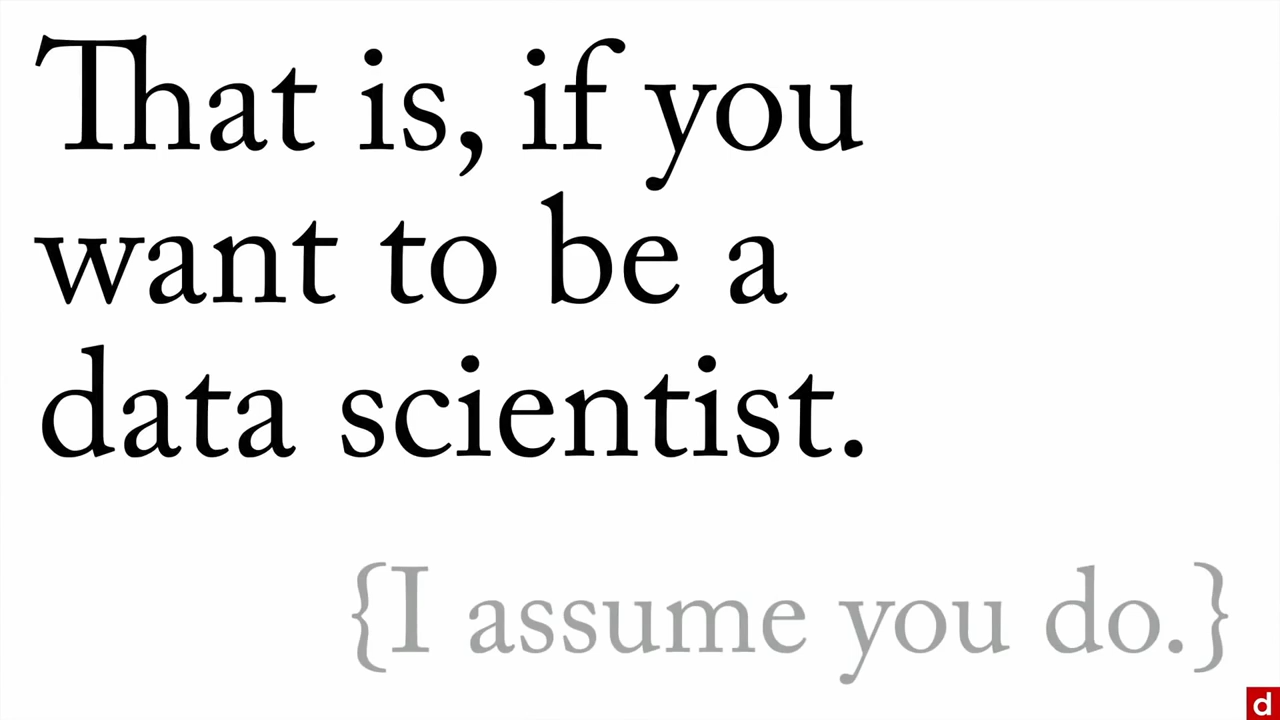 That is, if you
want to be a
data scientist.
{I assume you do.}
d